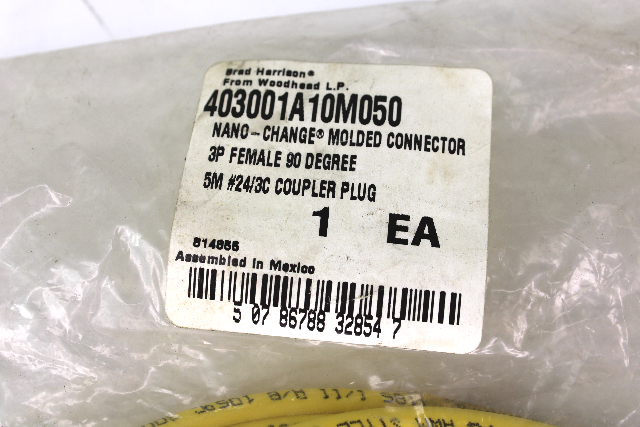 Brad Harrison®
From Woodhead L.P.
403001A10M050
NANO-CHANGE® MOLDED CONNECTOR
3P FEMALE 90 DEGREE
5M #24/3C COUPLER PLUG
1 EA
814856
Assembled in Mexico
5 07 86788 32854 7